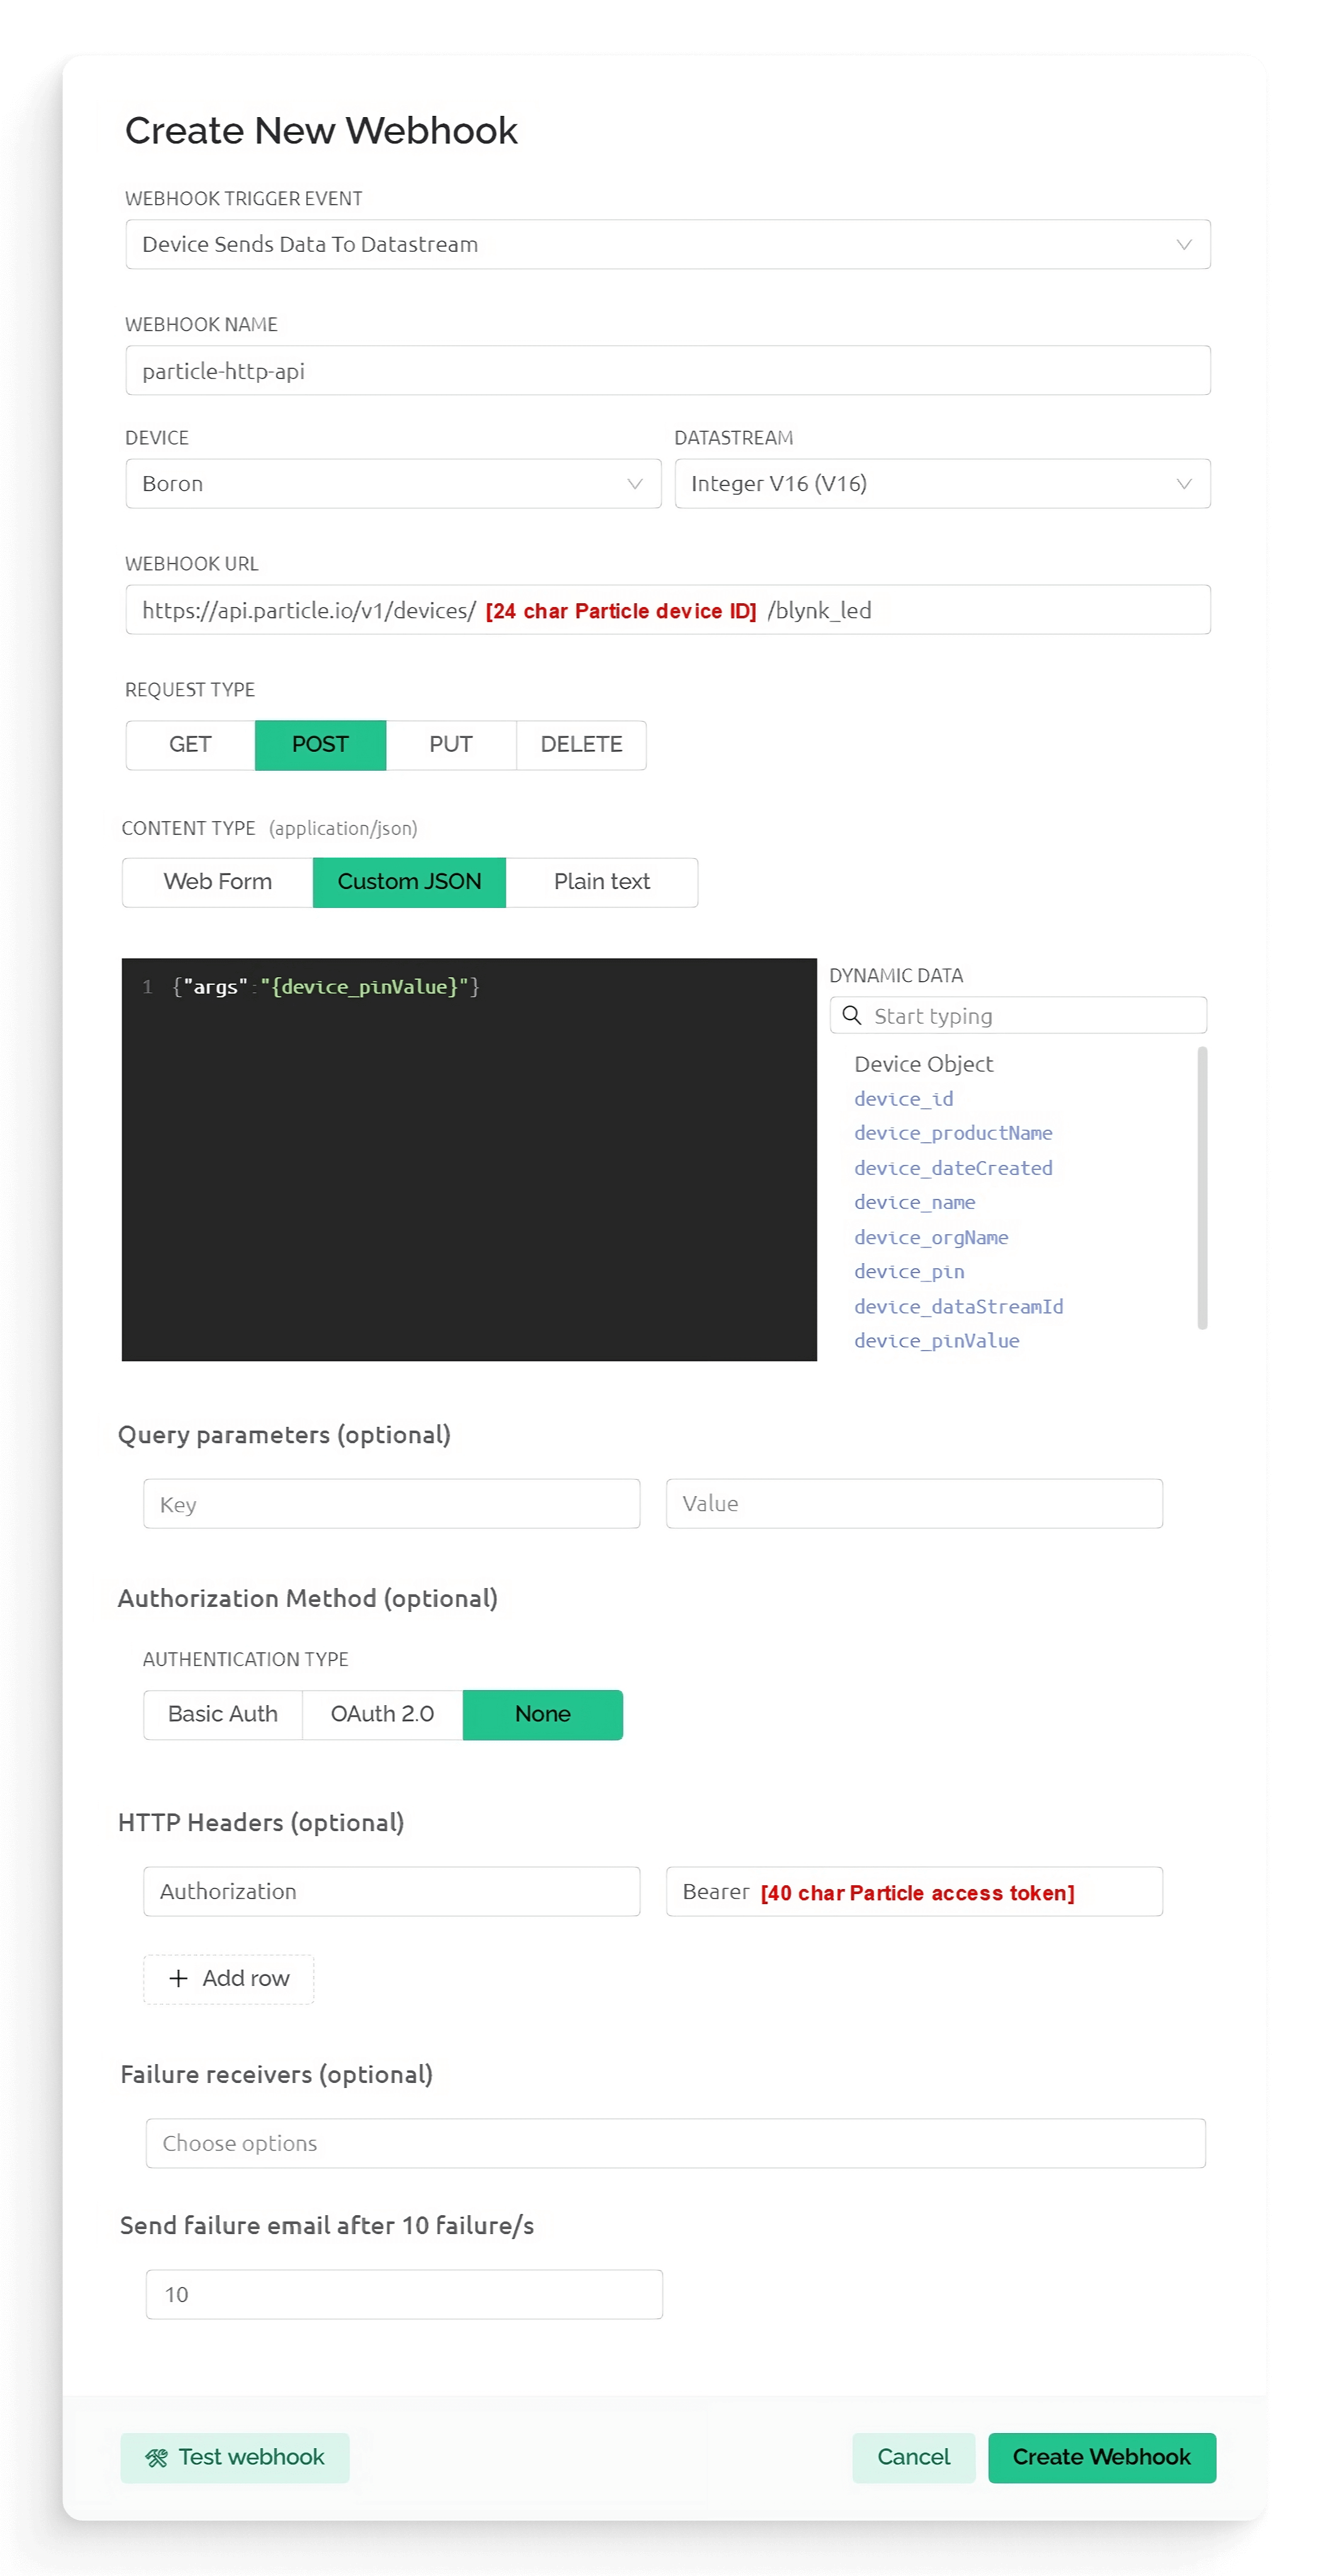 Create New Webhook
WEBHOOK TRIGGER EVENT
Device Sends Data To Datastream
WEBHOOK NAME
particle-http-api
DEVICE DATASTREAM
Boron Integer V16 (V16)
WEBHOOK URL
https://api.particle.io/v1/devices/ [24 char Particle device ID] /blynk_led
REQUEST TYPE
GET POST PUT DELETE
CONTENT TYPE (application/json)
Web Form Custom JSON Plain text
1 {"args":"{device_pinValue}"}
DYNAMIC DATA
Start typing
Device Object
device_id
device_productName
device_dateCreated
device_name
device_orgName
device_pin
device_dataStreamId
device_pinValue
Query parameters (optional)
Key Value
Authorization Method (optional)
AUTHENTICATION TYPE
Basic Auth OAuth 2.0 None
HTTP Headers (optional)
Authorization Bearer [40 char Particle access token]
+ Add row
Failure receivers (optional)
Choose options
Send failure email after 10 failure/s
10
Test webhook Cancel Create Webhook